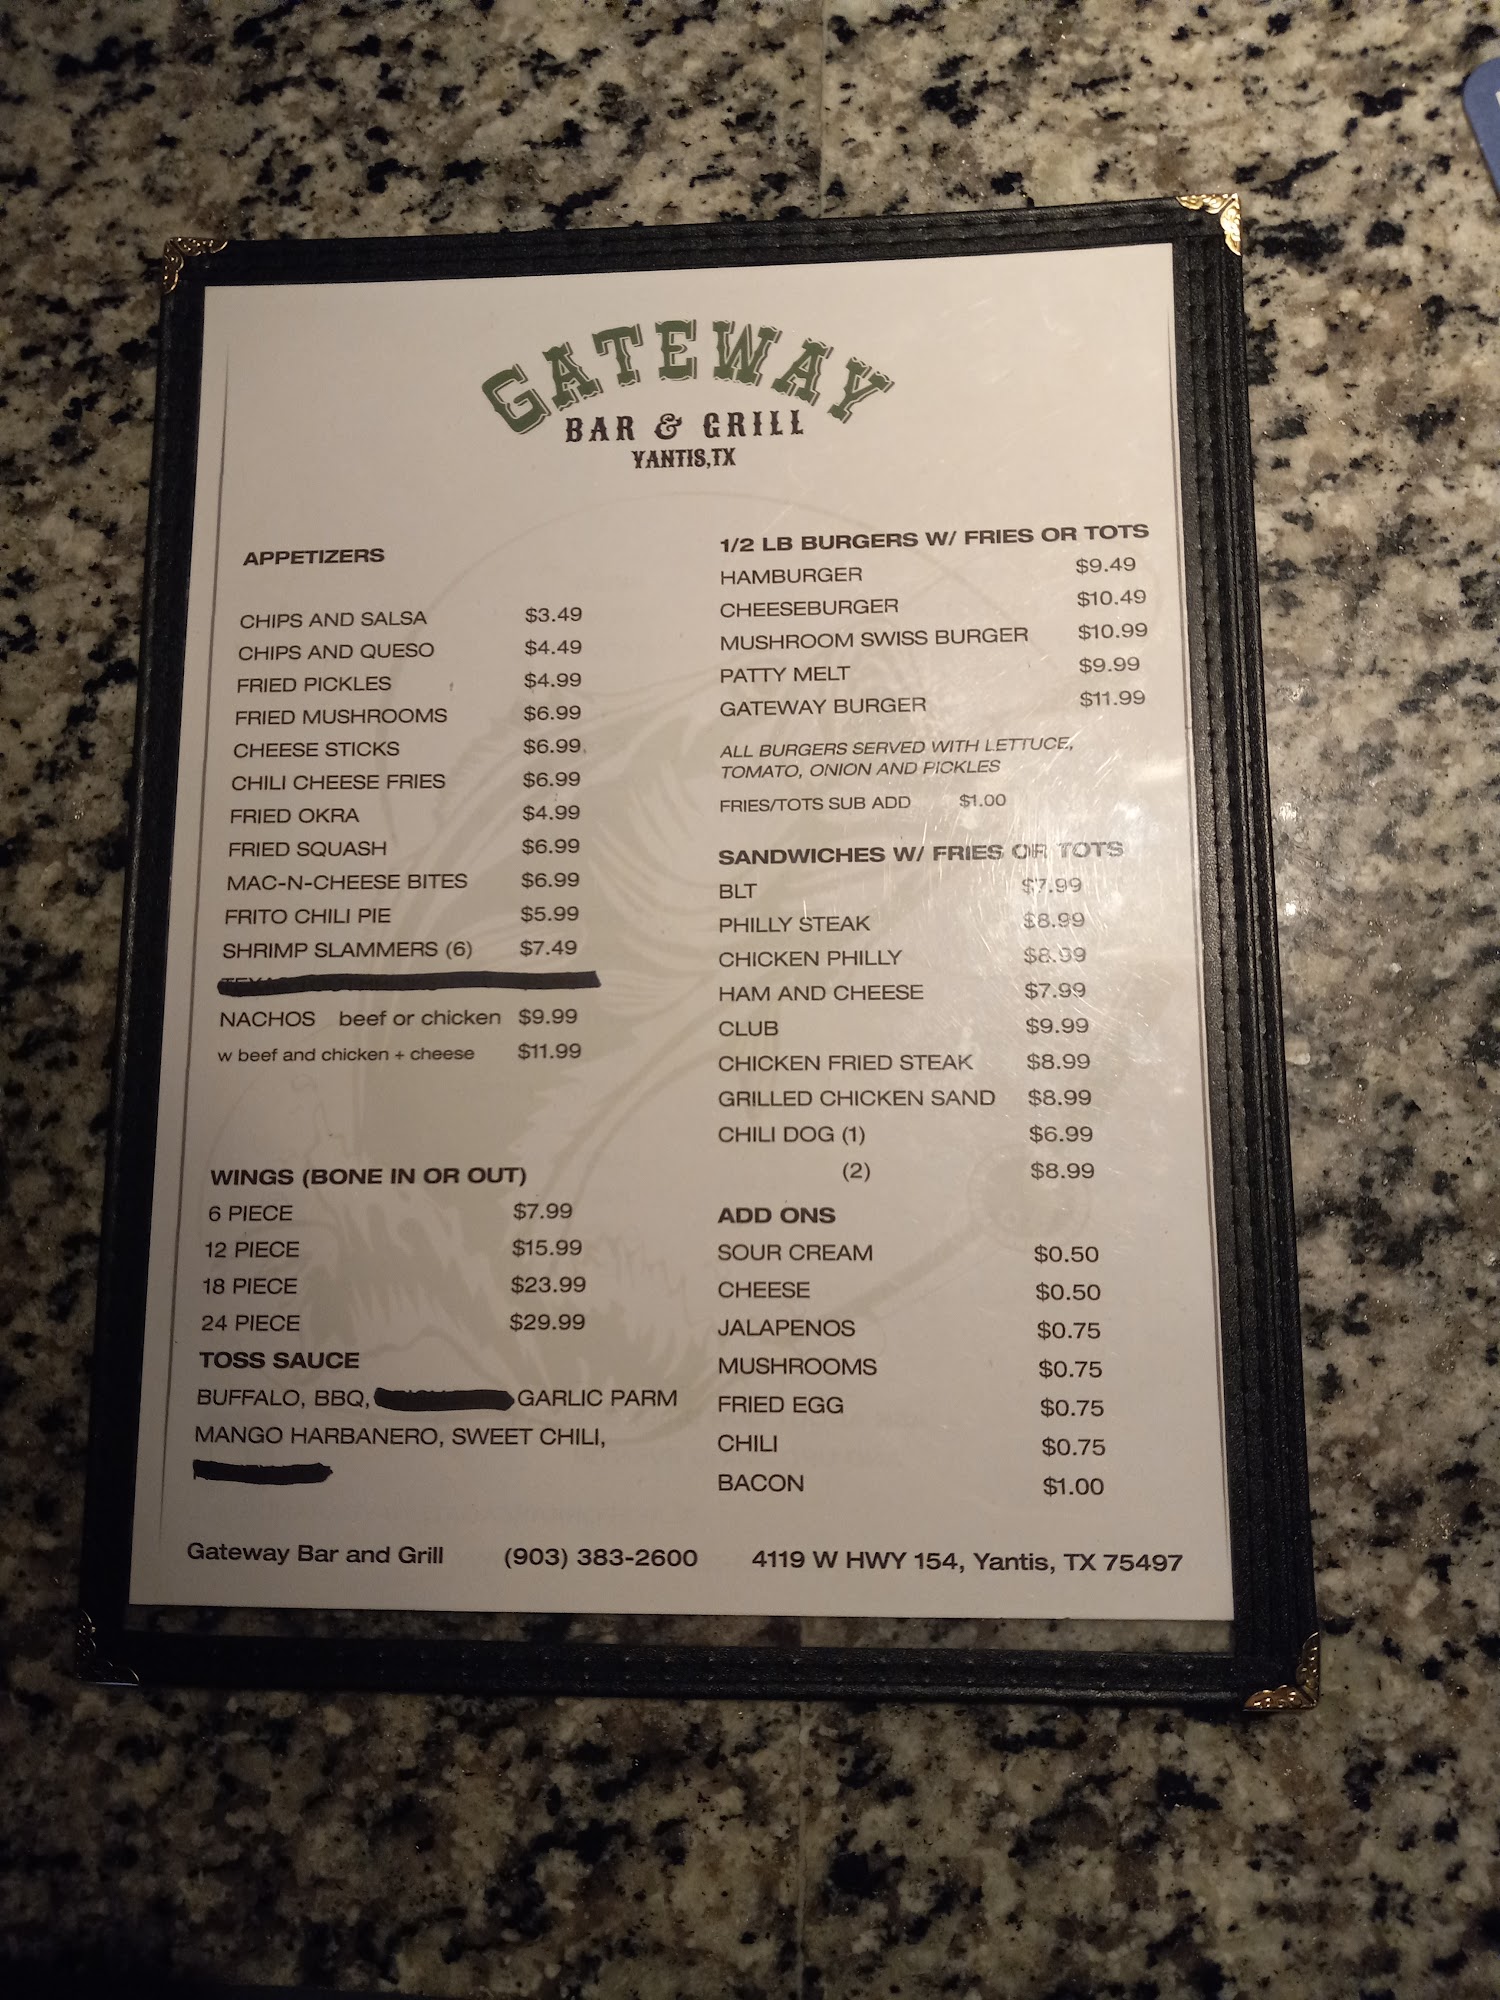 GATEWAY
BAR & GRILL
YANTIS,TX
APPETIZERS
CHIPS AND SALSA $3.49
CHIPS AND QUESO $4.49
FRIED PICKLES $4.99
FRIED MUSHROOMS $6.99
CHEESE STICKS $6.99
CHILI CHEESE FRIES $6.99
FRIED OKRA $4.99
FRIED SQUASH $6.99
MAC-N-CHEESE BITES $6.99
FRITO CHILI PIE $5.99
SHRIMP SLAMMERS (6) $7.49
NACHOS beef or chicken $9.99
w beef and chicken + cheese $11.99
WINGS (BONE IN OR OUT)
6 PIECE $7.99
12 PIECE $15.99
18 PIECE $23.99
24 PIECE $29.99
TOSS SAUCE
BUFFALO, BBQ, GARLIC PARM
MANGO HARBANERO, SWEET CHILI,
1/2 LB BURGERS W/ FRIES OR TOTS
HAMBURGER $9.49
CHEESEBURGER $10.49
MUSHROOM SWISS BURGER $10.99
PATTY MELT $9.99
GATEWAY BURGER $11.99
ALL BURGERS SERVED WITH LETTUCE,
TOMATO, ONION AND PICKLES
FRIES/TOTS SUB ADD $1.00
SANDWICHES W/ FRIES OR TOTS
BLT $7.99
PHILLY STEAK $8.99
CHICKEN PHILLY $8.99
HAM AND CHEESE $7.99
CLUB $9.99
CHICKEN FRIED STEAK $8.99
GRILLED CHICKEN SAND $8.99
CHILI DOG (1) $6.99
(2) $8.99
ADD ONS
SOUR CREAM $0.50
CHEESE $0.50
JALAPENOS $0.75
MUSHROOMS $0.75
FRIED EGG $0.75
CHILI $0.75
BACON $1.00
Gateway Bar and Grill (903) 383-2600 4119 W HWY 154, Yantis, TX 75497